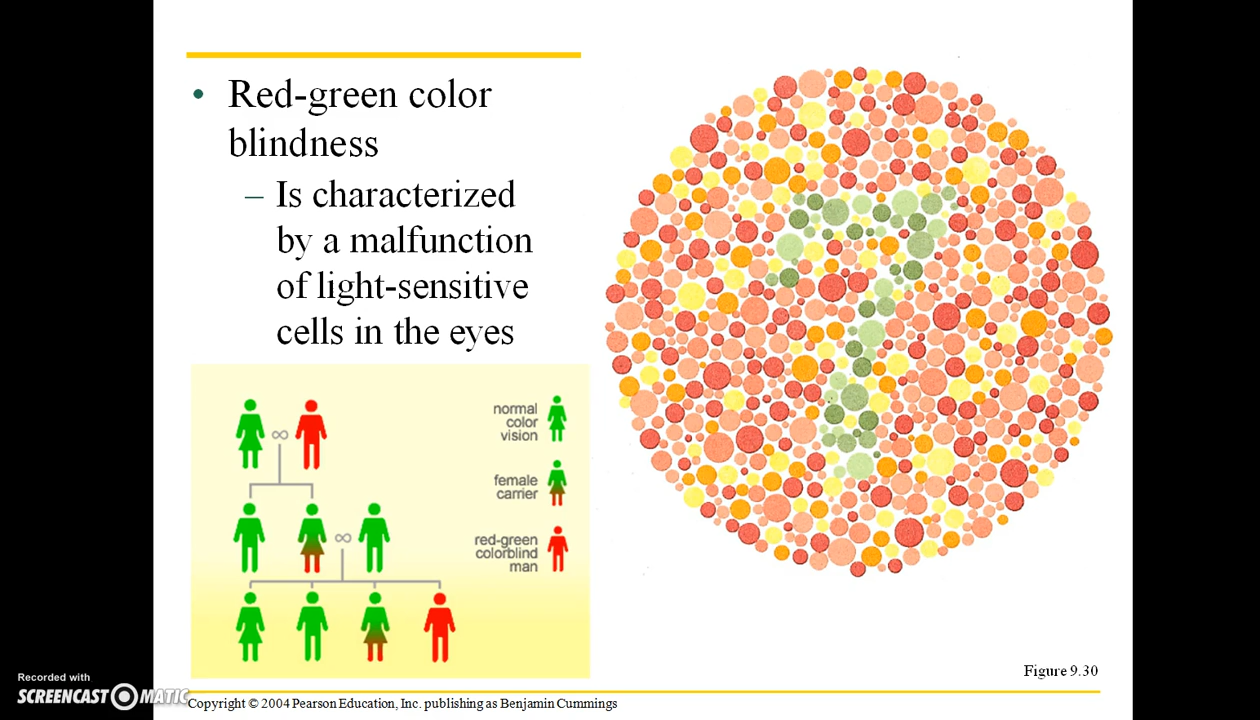 • Red-green color
blindness
– Is characterized
by a malfunction
of light-sensitive
cells in the eyes
normal
color
vision
female
carrier
red-green
colorblind
man
7
Figure 9.30
Recorded with
SCREENCAST MATIC
Copyright © 2004 Pearson Education, Inc. publishing as Benjamin Cummings